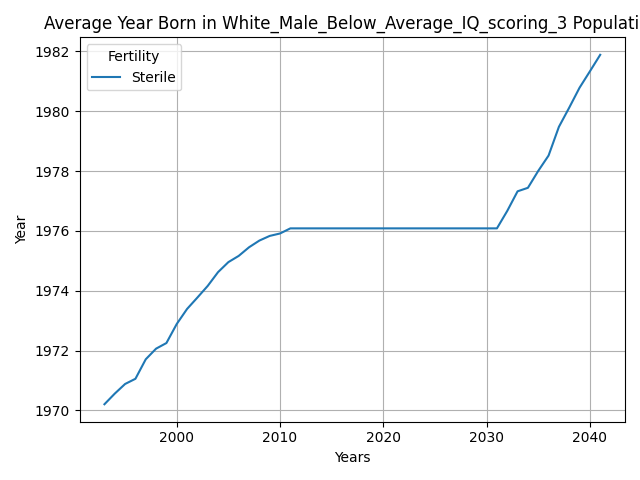 Average Year Born in White_Male_Below_Average_IQ_scoring_3 Populati
Fertility
Sterile
Year
1982
1980
1978
1976
1974
1972
1970
2000 2010 2020 2030 2040
Years